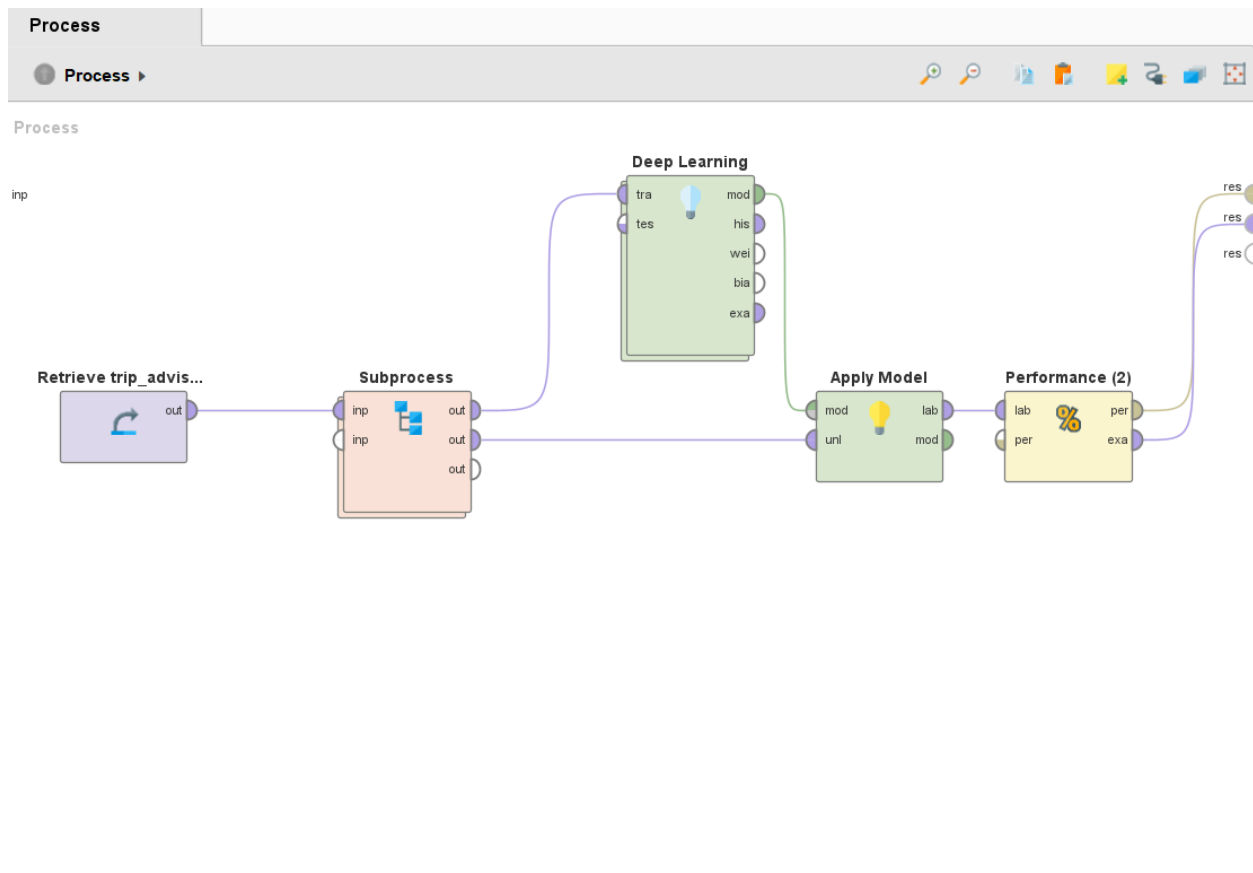 Process
Process
Process
inp
Deep Learning
tra mod
tes his
wei
bia
exa
res
res
res
Retrieve trip_advis...
out
Subprocess
inp out
inp out
out
Apply Model
mod lab
unl mod
Performance (2)
lab per
per exa
%